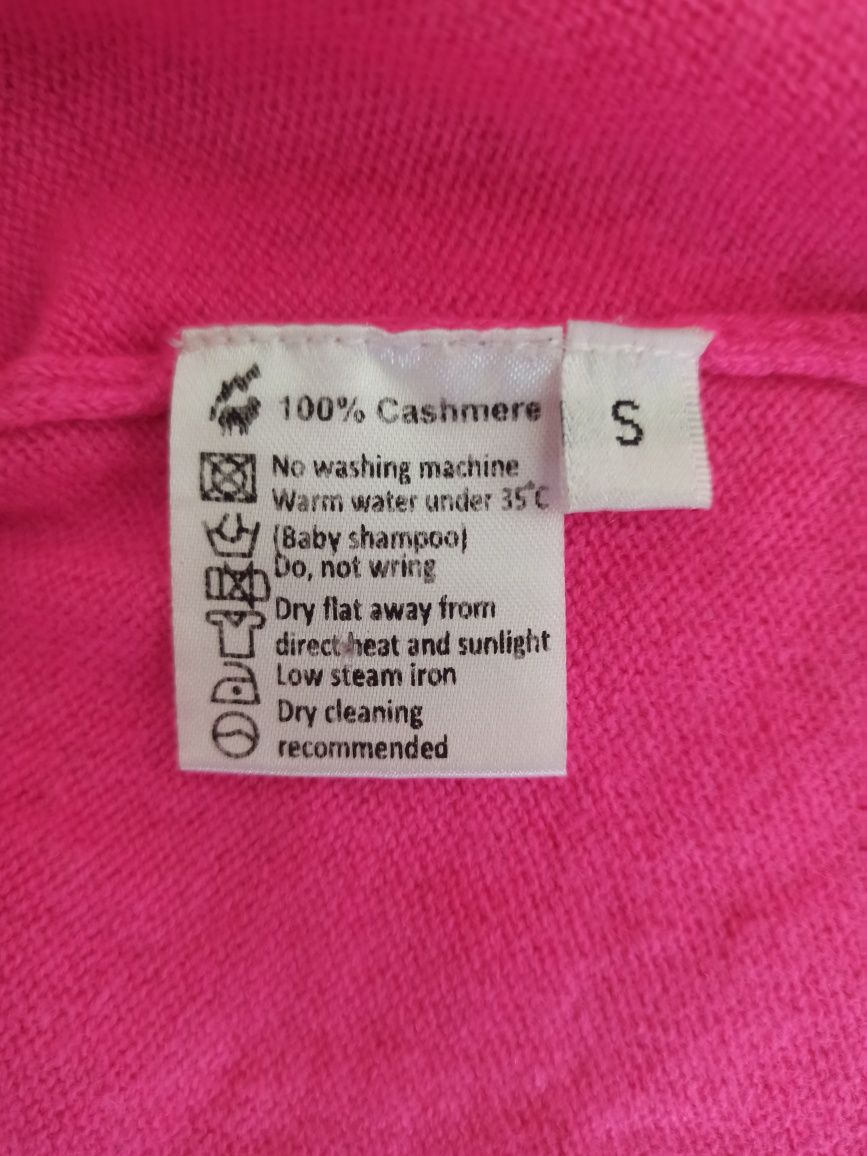 100% Cashmere
S
No washing machine
Warm water under 35°C
(Baby shampoo)
Do, not wring
Dry flat away from
direct heat and sunlight
Low steam iron
Dry cleaning
recommended